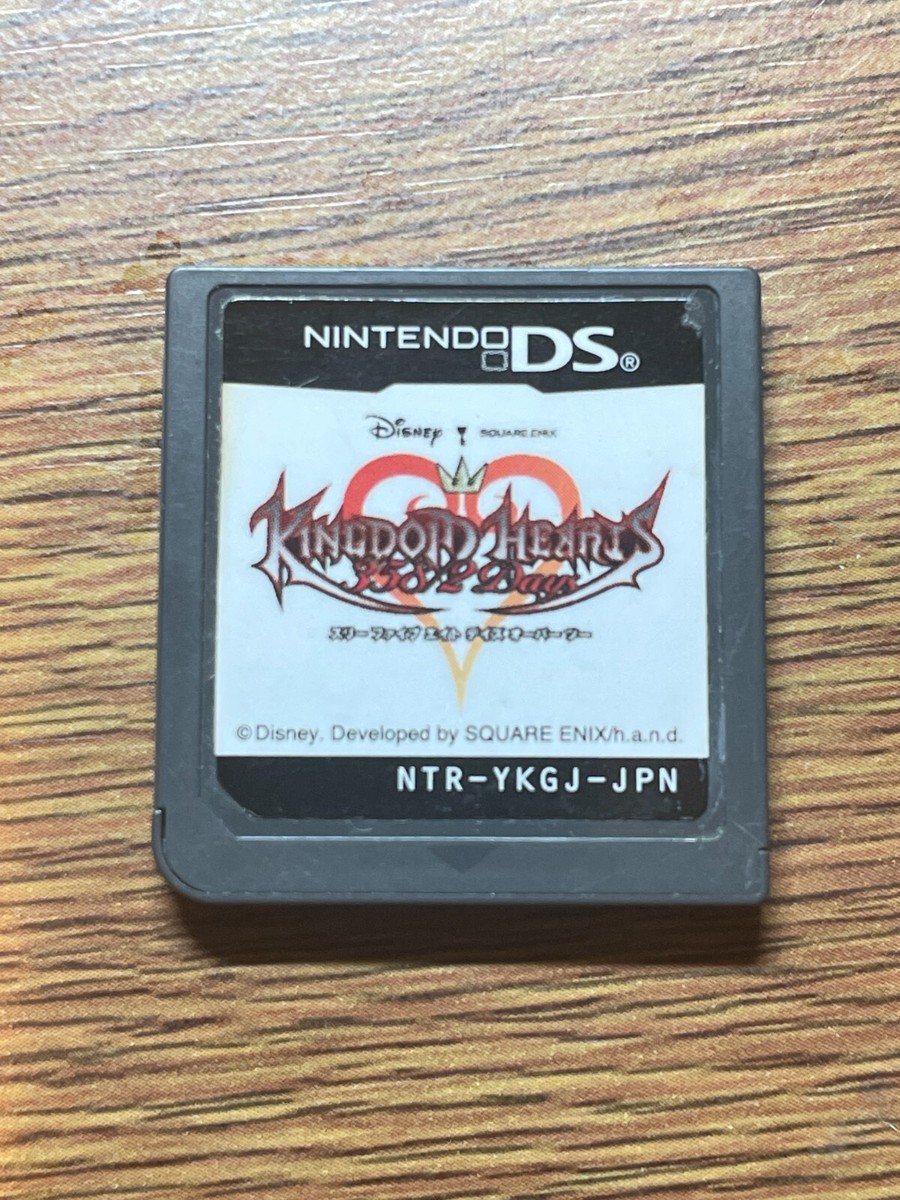 NINTENDO DS®
Disney SQUARE ENIX
KINGDOM HEARTS
358/2 Days
スリー ファイブ エイト デイズ オーバー ツー
©Disney. Developed by SQUARE ENIX/h.a.n.d.
NTR-YKGJ-JPN